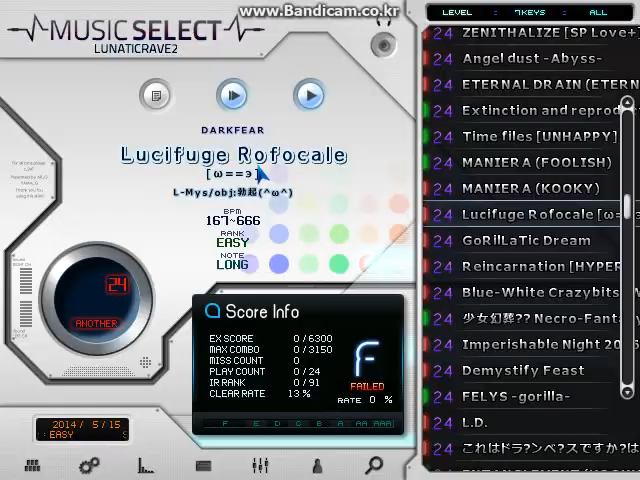 www.Bandicam.co.kr
MUSIC SELECT
LUNATICRAVE2
DARKFEAR
Lucifuge Rofocale
[ω==э]
L-Mys/obj:勃起(^ω^)
BPM
167~666
RANK
EASY
NOTE
LONG
24
ANOTHER
Score Info
EX SCORE 0 / 6300
MAX COMBO 0 / 3150
MISS COUNT 0
PLAY COUNT 0 / 24
IR RANK 0 / 91
CLEAR RATE 13 %
F
FAILED
RATE 0 %
F E D C B A AA AAA
2014 / 5 / 15
: EASY S
LEVEL : 7KEYS : ALL
24 ZENITHALIZE [SP Love+]
24 Angel dust -Abyss-
24 ETERNAL DRAIN (ETERN
24 Extinction and reprod
24 Time files [UNHAPPY]
24 MANIERA (FOOLISH)
24 MANIERA (KOOKY)
24 Lucifuge Rofocale [ω=
24 GoRilLaTic Dream
24 Reincarnation [HYPER
24 Blue-White Crazybits
24 少女幻葬?? Necro-Fanta
24 Imperishable Night 20
24 Demystify Feast
24 FELYS -gorilla-
24 L.D.
24 これはドラ?ンペ?スですか?は